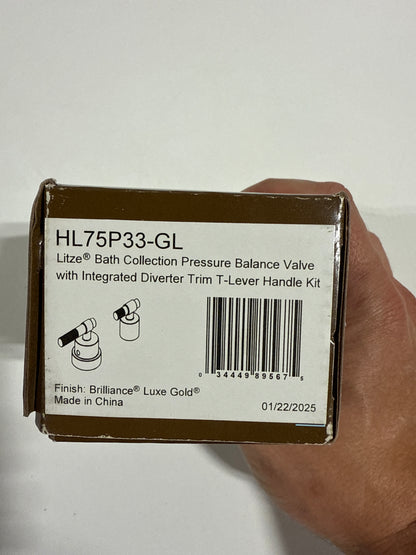 HL75P33-GL
Litze® Bath Collection Pressure Balance Valve
with Integrated Diverter Trim T-Lever Handle Kit
0 34449 89567 5
Finish: Brilliance® Luxe Gold®
Made in China
01/22/2025